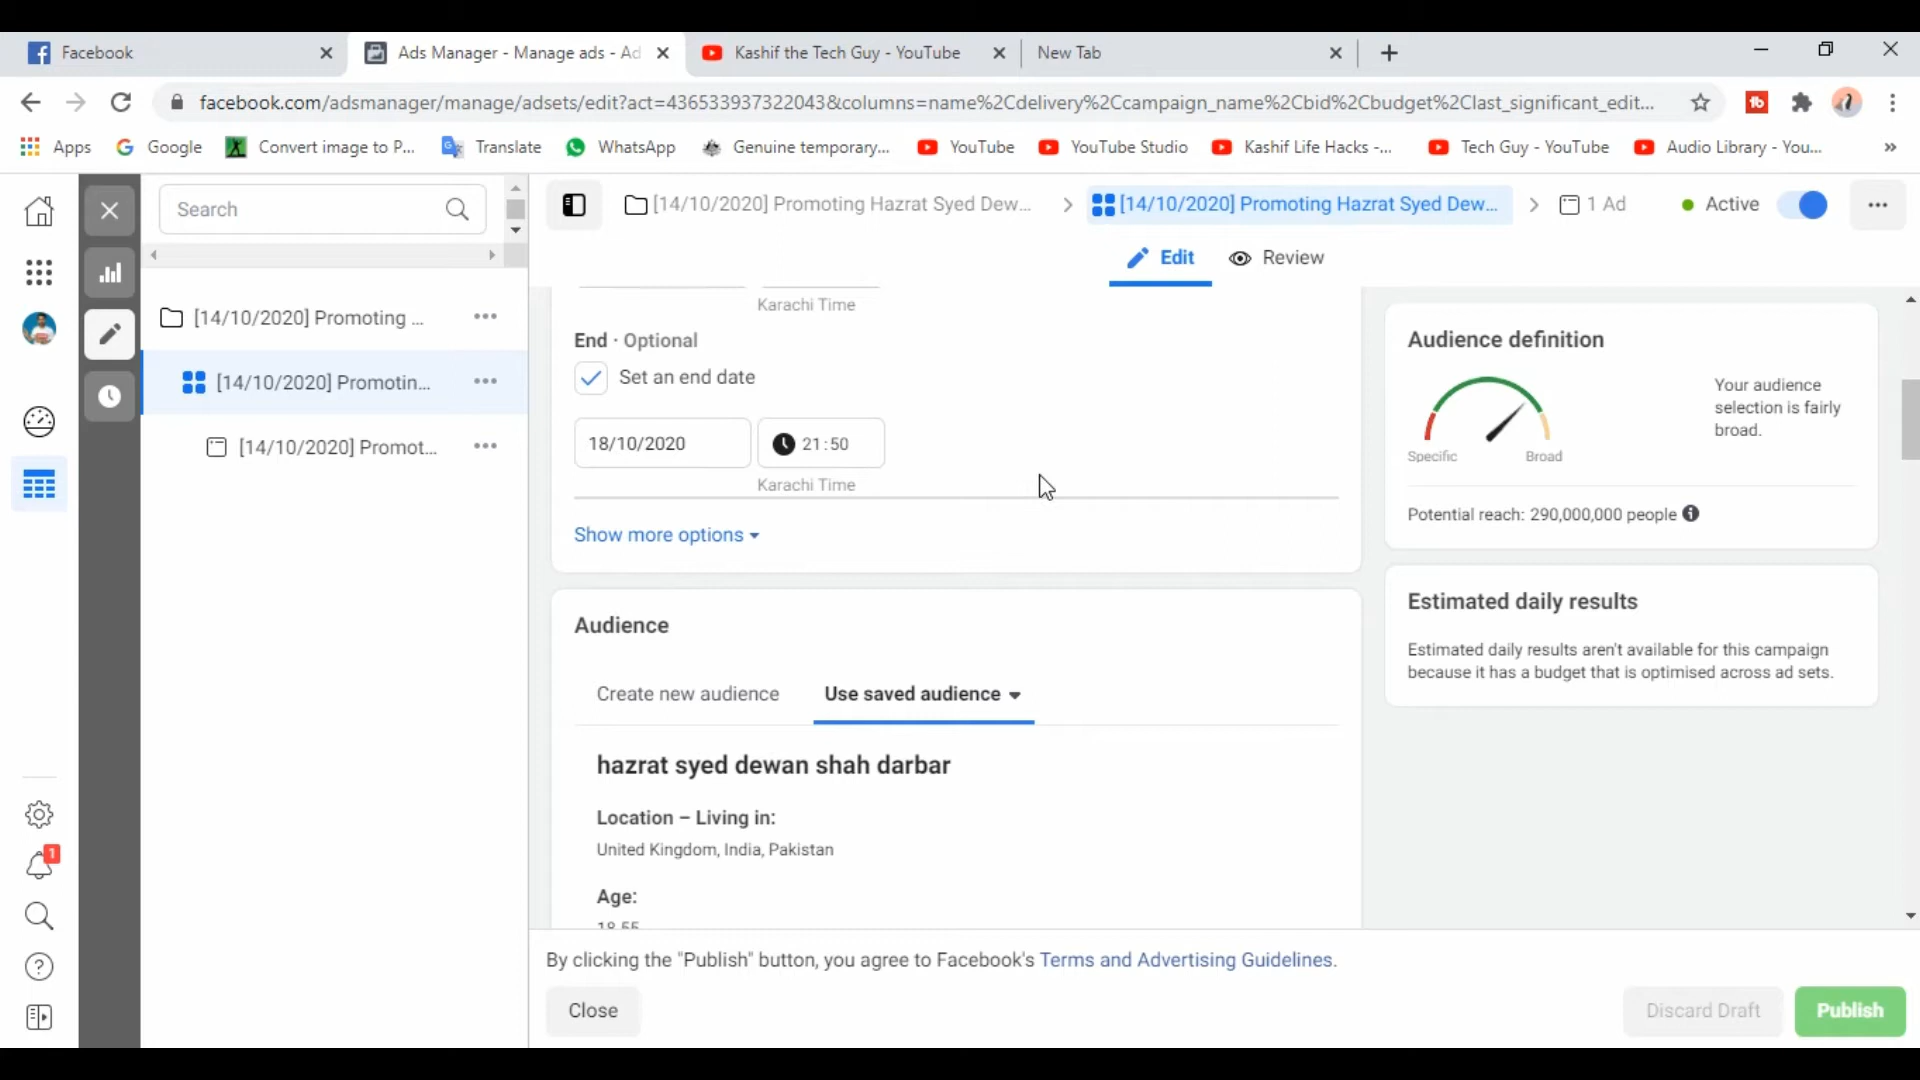 Facebook
Ads Manager - Manage ads - Ad
Kashif the Tech Guy - YouTube
New Tab
facebook.com/adsmanager/manage/adsets/edit?act=436533937322043&columns=name%2Cdelivery%2Ccampaign_name%2Cbid%2Cbudget%2Clast_significant_edit...
Apps
Google
Convert image to P...
Translate
WhatsApp
Genuine temporary...
YouTube
YouTube Studio
Kashif Life Hacks -...
Tech Guy - YouTube
Audio Library - You...
Search
[14/10/2020] Promoting Hazrat Syed Dew...
[14/10/2020] Promoting Hazrat Syed Dew...
1 Ad
Active
Edit
Review
[14/10/2020] Promoting ...
[14/10/2020] Promotin...
[14/10/2020] Promot...
Karachi Time
End · Optional
Set an end date
18/10/2020
21:50
Karachi Time
Show more options
Audience
Create new audience
Use saved audience
hazrat syed dewan shah darbar
Location – Living in:
United Kingdom, India, Pakistan
Age:
18-55
Audience definition
Your audience
selection is fairly
broad.
Specific
Broad
Potential reach: 290,000,000 people
Estimated daily results
Estimated daily results aren't available for this campaign
because it has a budget that is optimised across ad sets.
1
By clicking the "Publish" button, you agree to Facebook's Terms and Advertising Guidelines.
Close
Discard Draft
Publish